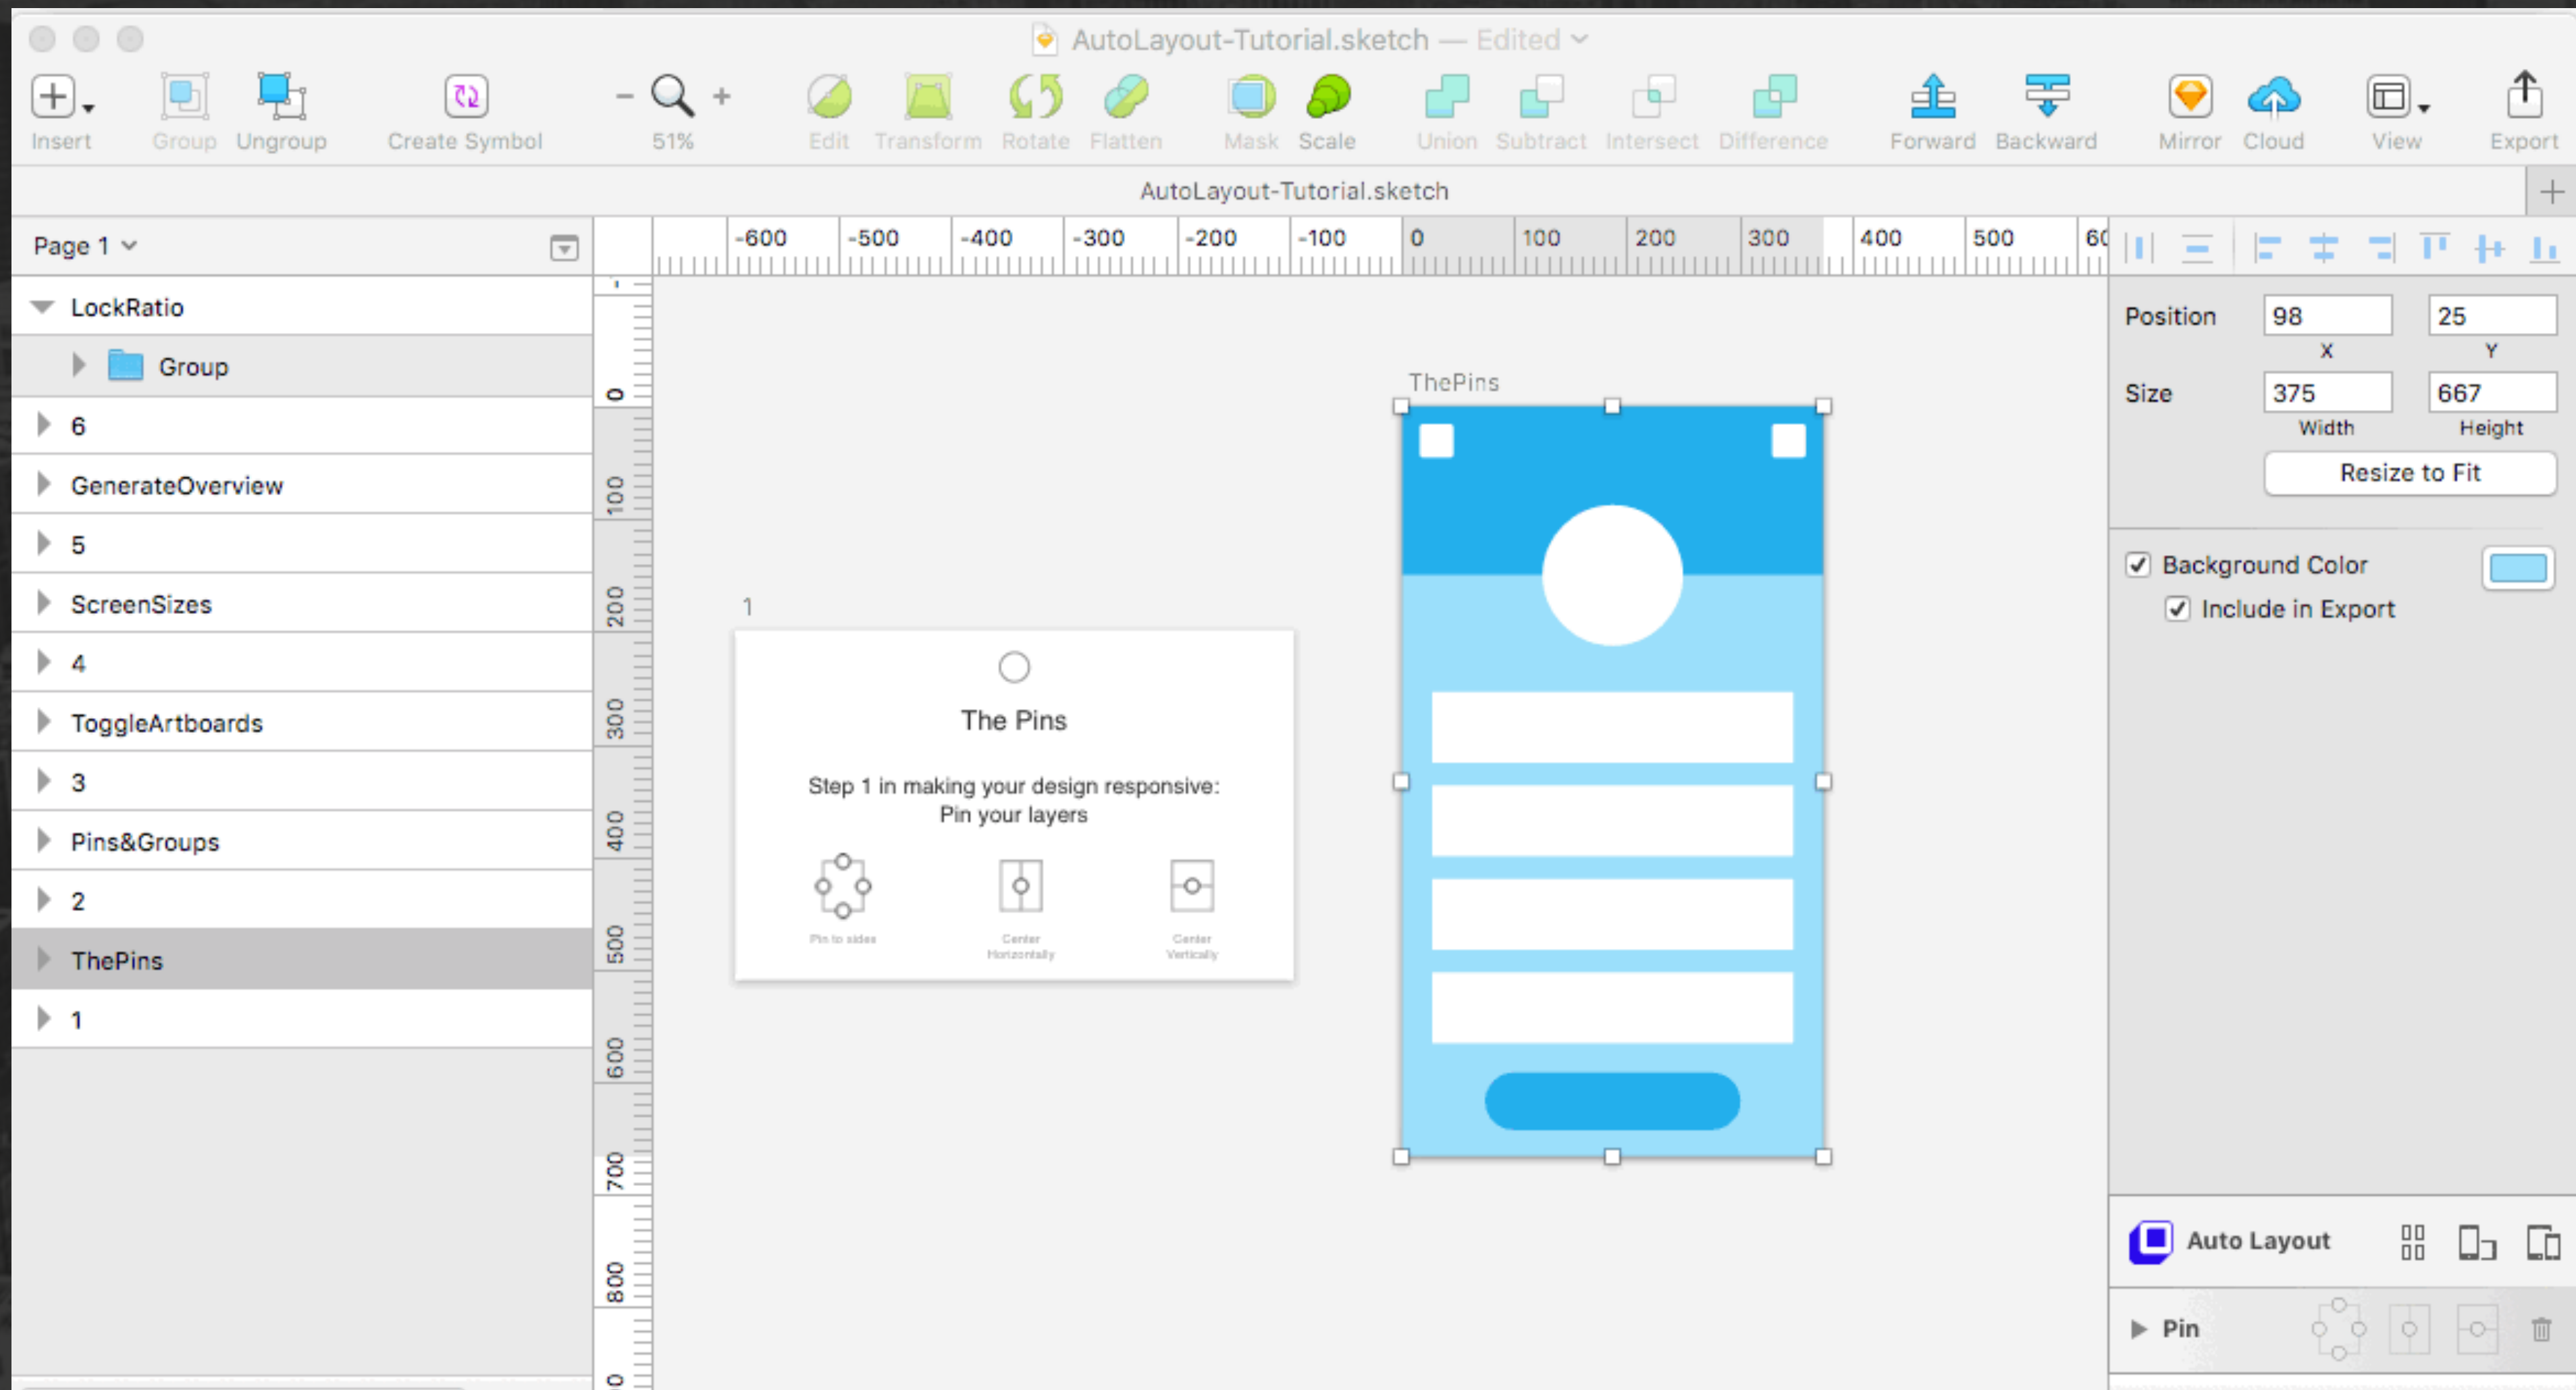 AutoLayout-Tutorial.sketch — Edited
Insert
Group
Ungroup
Create Symbol
51%
Edit
Transform
Rotate
Flatten
Mask
Scale
Union
Subtract
Intersect
Difference
Forward
Backward
Mirror
Cloud
View
Export
AutoLayout-Tutorial.sketch
Page 1
-600 -500 -400 -300 -200 -100 0 100 200 300 400 500
LockRatio
Group
6
GenerateOverview
5
ScreenSizes
4
ToggleArtboards
3
Pins&Groups
2
ThePins
1
0
100
200
300
400
500
600
700
800
1
The Pins
Step 1 in making your design responsive:
Pin your layers
Pin to sides
Center
Horizontally
Center
Vertically
ThePins
Position 98 25
X Y
Size 375 667
Width Height
Resize to Fit
Background Color
Include in Export
Auto Layout
Pin